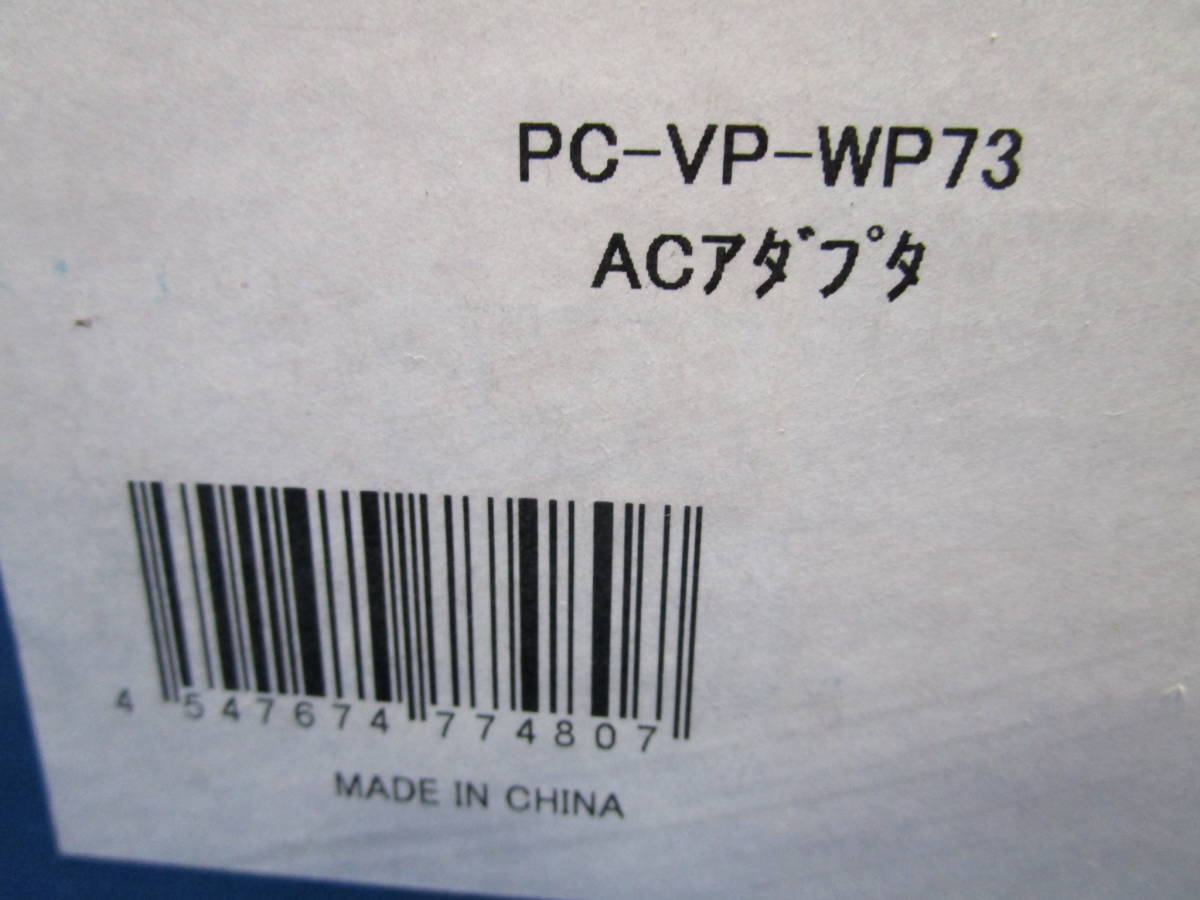 PC-VP-WP73
ACｱﾀﾞﾌﾟﾀ
4 547674 774807
MADE IN CHINA